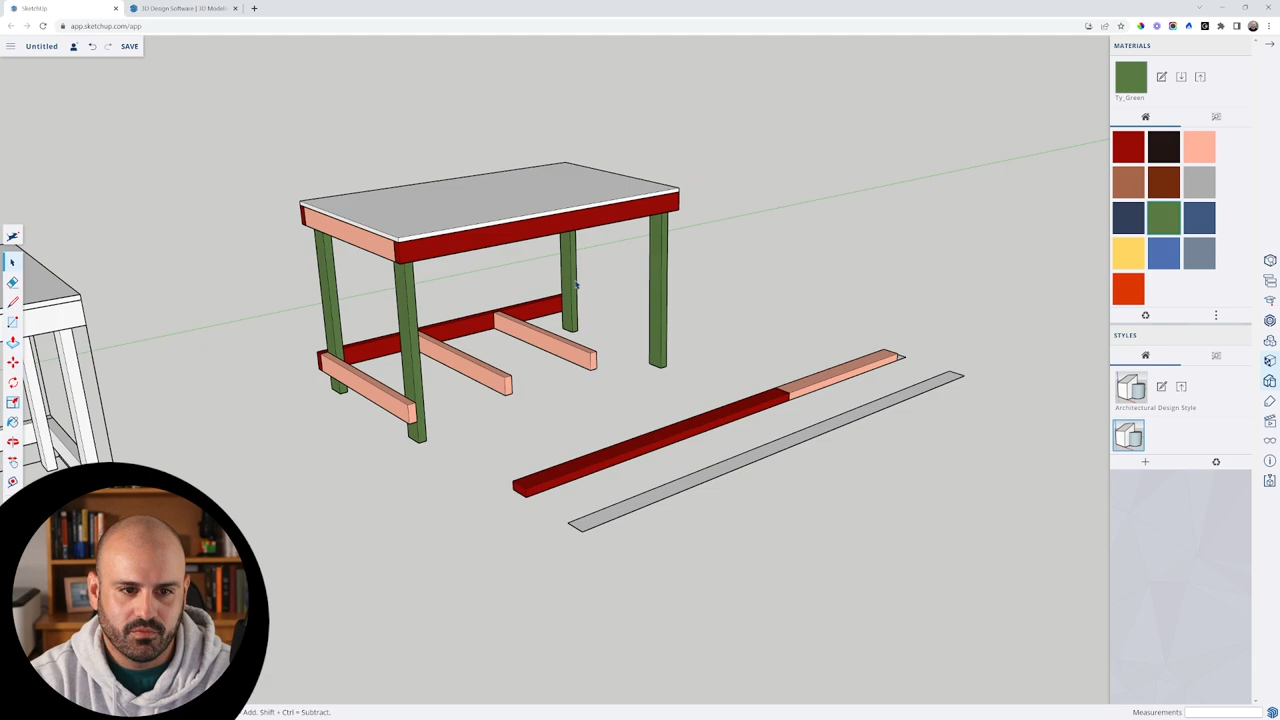 SketchUp
3D Design Software | 3D Modeli
app.sketchup.com/app
Untitled
SAVE
MATERIALS
Ty_Green
STYLES
Architectural Design Style
Add. Shift + Ctrl = Subtract.
Measurements